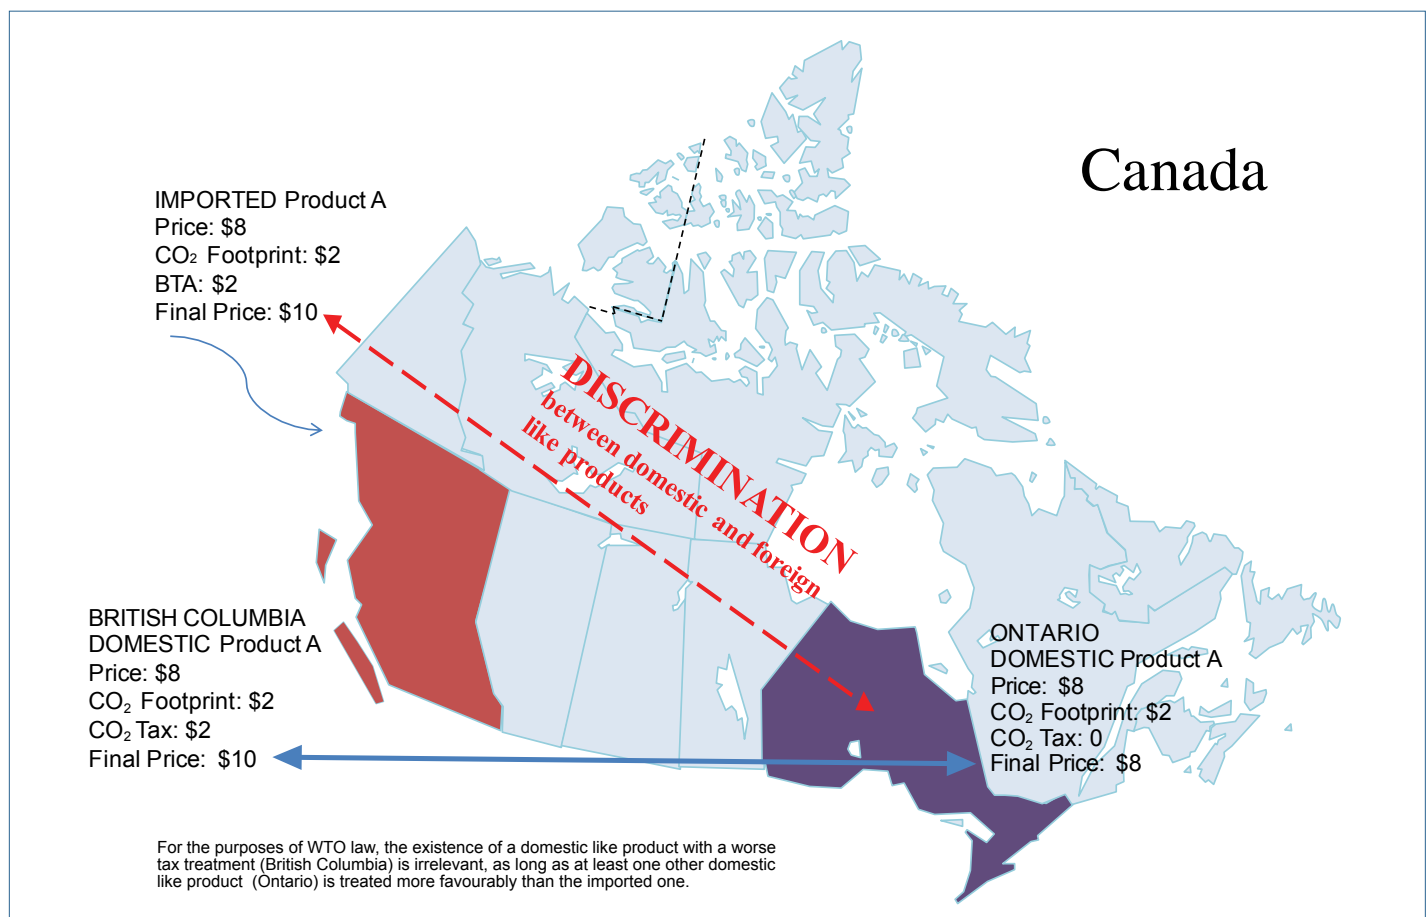 Canada
IMPORTED Product A
Price: $8
CO2 Footprint: $2
BTA: $2
Final Price: $10
DISCRIMINATION
between domestic and foreign
like products
BRITISH COLUMBIA
DOMESTIC Product A
Price: $8
CO2 Footprint: $2
CO2 Tax: $2
Final Price: $10
ONTARIO
DOMESTIC Product A
Price: $8
CO2 Footprint: $2
CO2 Tax: 0
Final Price: $8
For the purposes of WTO law, the existence of a domestic like product with a worse
tax treatment (British Columbia) is irrelevant, as long as at least one other domestic
like product (Ontario) is treated more favourably than the imported one.